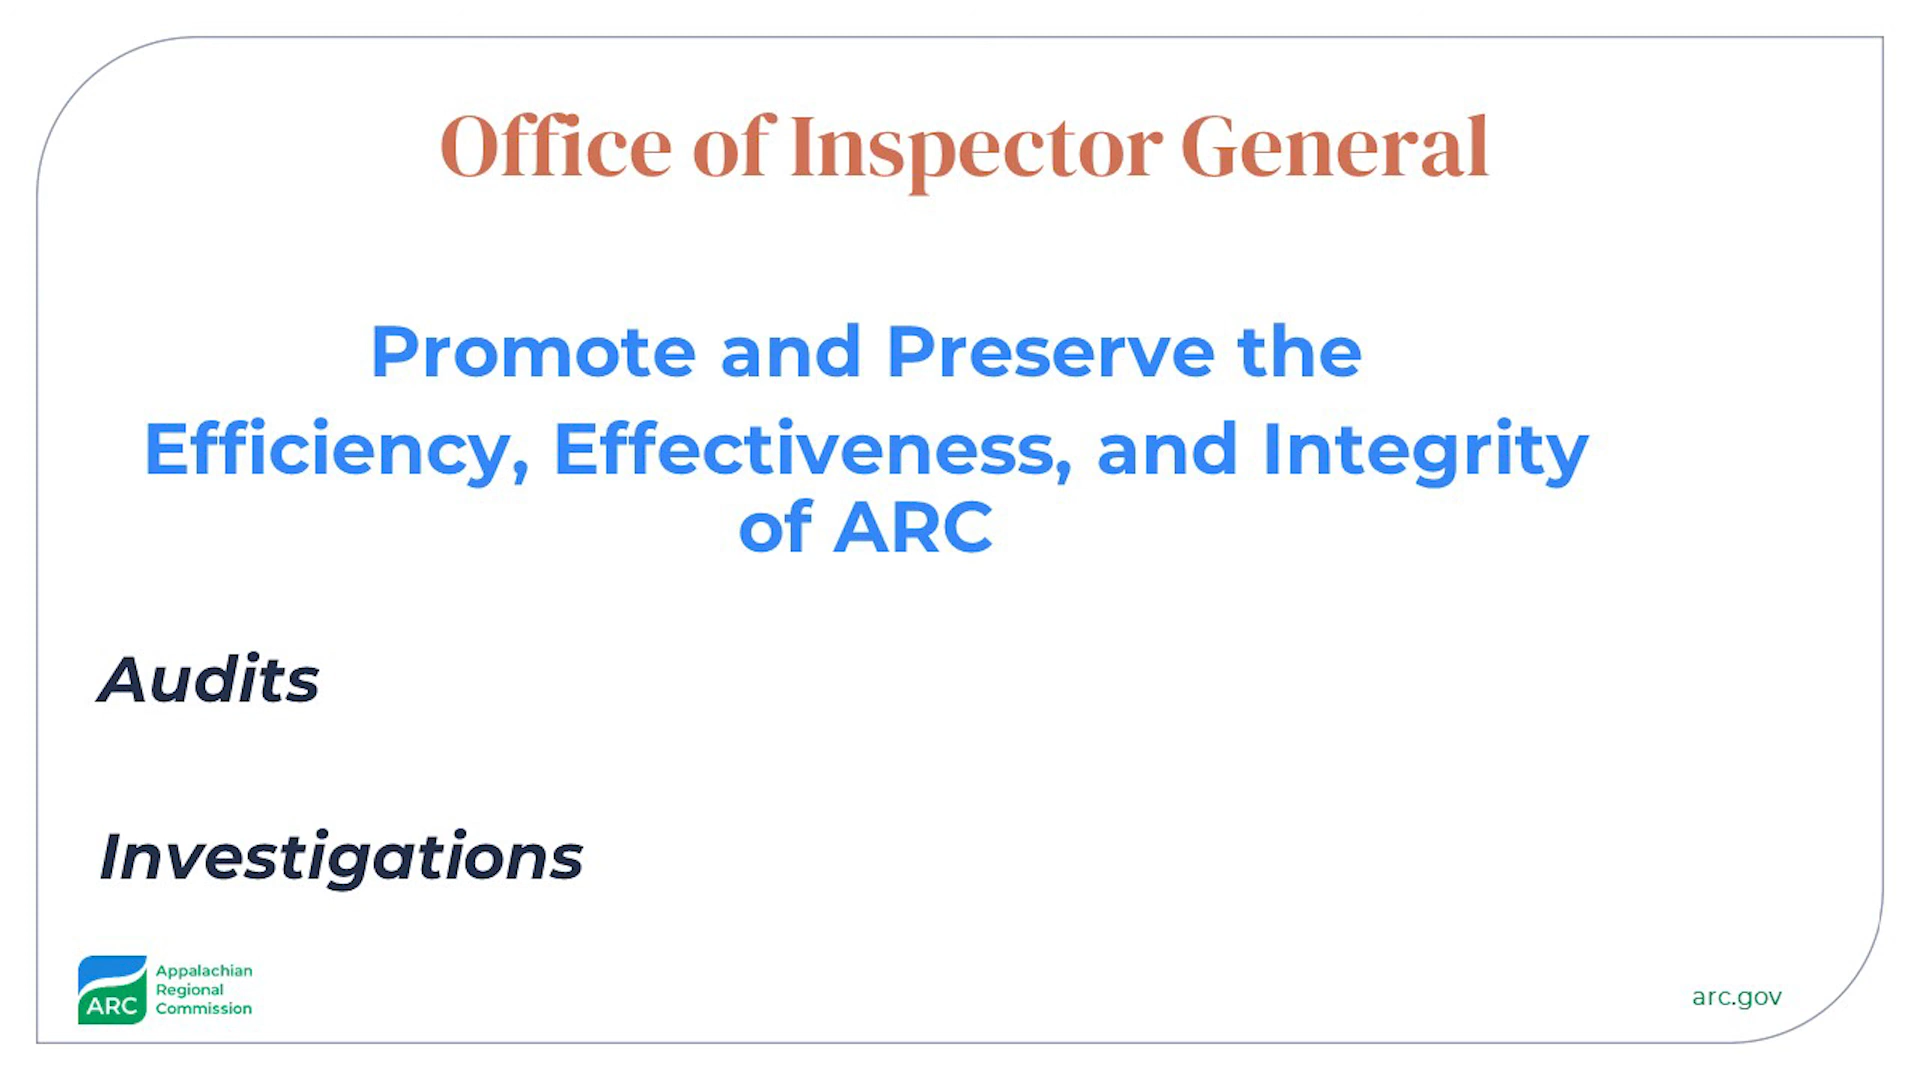 Office of Inspector General
Promote and Preserve the
Efficiency, Effectiveness, and Integrity
of ARC
Audits
Investigations
ARC
Appalachian
Regional
Commission
arc.gov